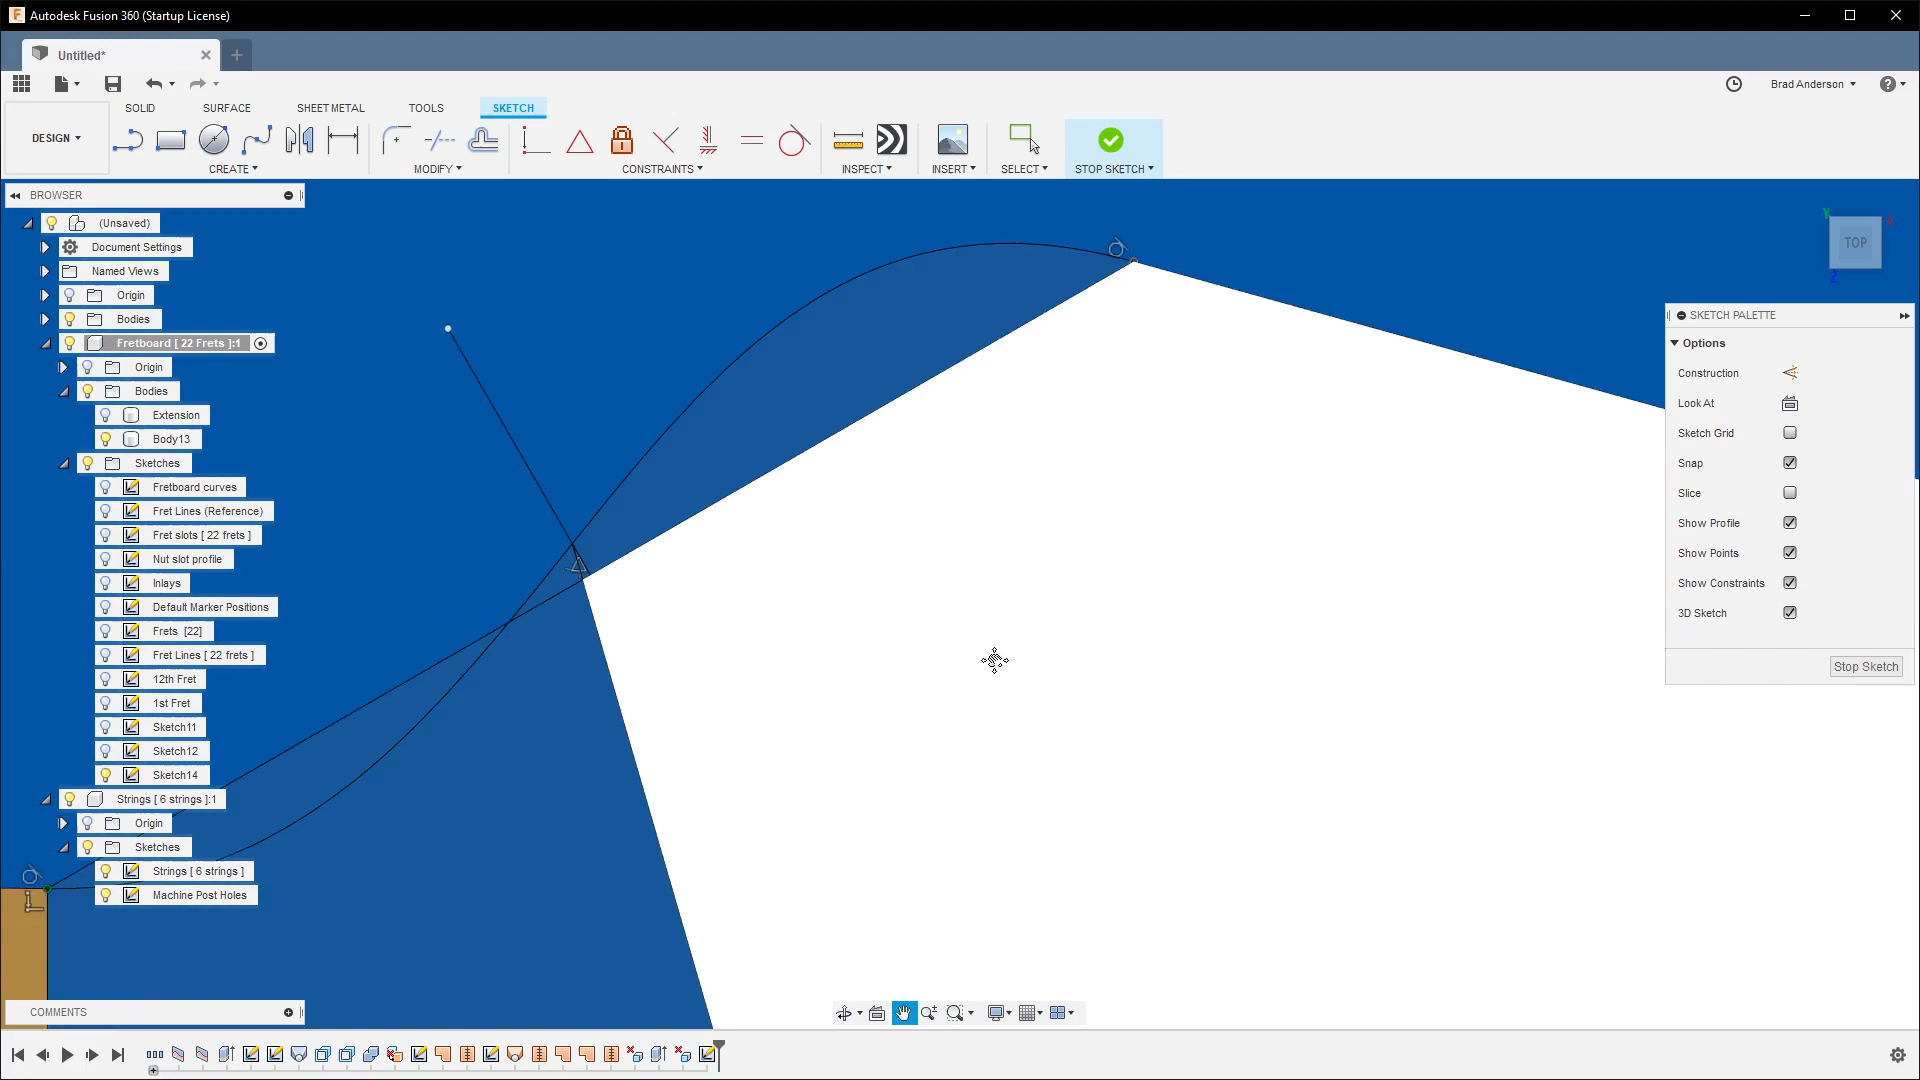 Autodesk Fusion 360 (Startup License)
Untitled*
Brad Anderson
SOLID SURFACE SHEET METAL TOOLS SKETCH
DESIGN
CREATE MODIFY CONSTRAINTS INSPECT INSERT SELECT STOP SKETCH
BROWSER
(Unsaved)
Document Settings
Named Views
Origin
Bodies
Fretboard [ 22 Frets ]:1
Origin
Bodies
Extension
Body13
Sketches
Fretboard curves
Fret Lines (Reference)
Fret slots [ 22 frets ]
Nut slot profile
Inlays
Default Marker Positions
Frets [22]
Fret Lines [ 22 frets ]
12th Fret
1st Fret
Sketch11
Sketch12
Sketch14
Strings [ 6 strings ]:1
Origin
Sketches
Strings [ 6 strings ]
Machine Post Holes
COMMENTS
Y
X
TOP
Z
SKETCH PALETTE
Options
Construction
Look At
Sketch Grid
Snap
Slice
Show Profile
Show Points
Show Constraints
3D Sketch
Stop Sketch